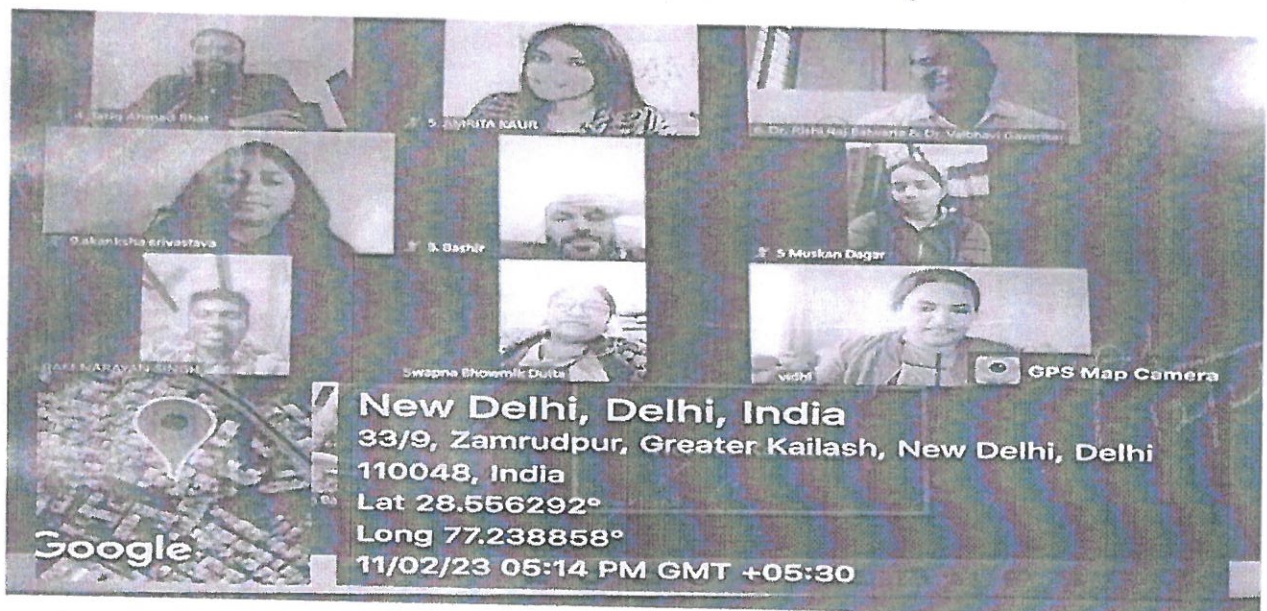 4. Tariq Ahmad Bhat
5. AMRITA KAUR
6. Dr. Rishi Raj & Dr. Vaibhavi
9.akanksha srivastava
5. Bashir
5 Muskan Dagar
RAM NARAYAN SINGH
Swapna Bhowmik Dutta
vidhi
GPS Map Camera
New Delhi, Delhi, India
33/9, Zamrudpur, Greater Kailash, New Delhi, Delhi
110048, India
Lat 28.556292°
Long 77.238858°
11/02/23 05:14 PM GMT +05:30
Google